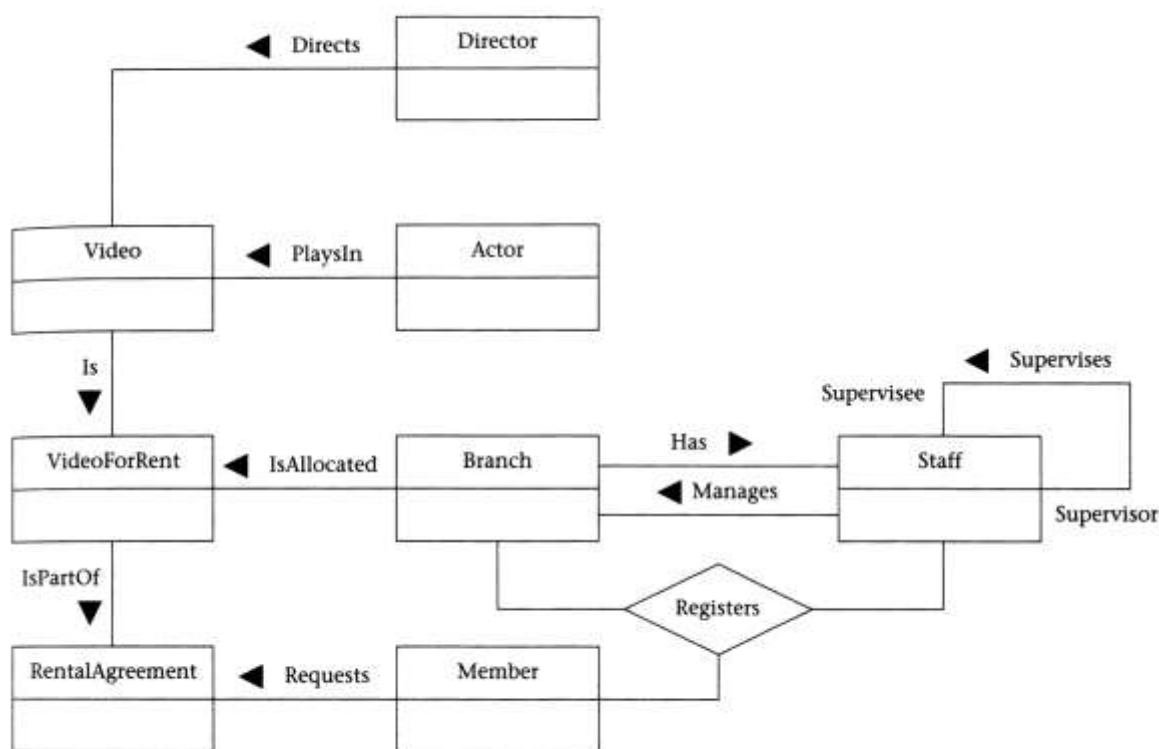 Directs
Director
Video
PlaysIn
Actor
Is
Supervises
Supervisee
VideoForRent
IsAllocated
Branch
Has
Manages
Staff
Supervisor
IsPartOf
Registers
RentalAgreement
Requests
Member